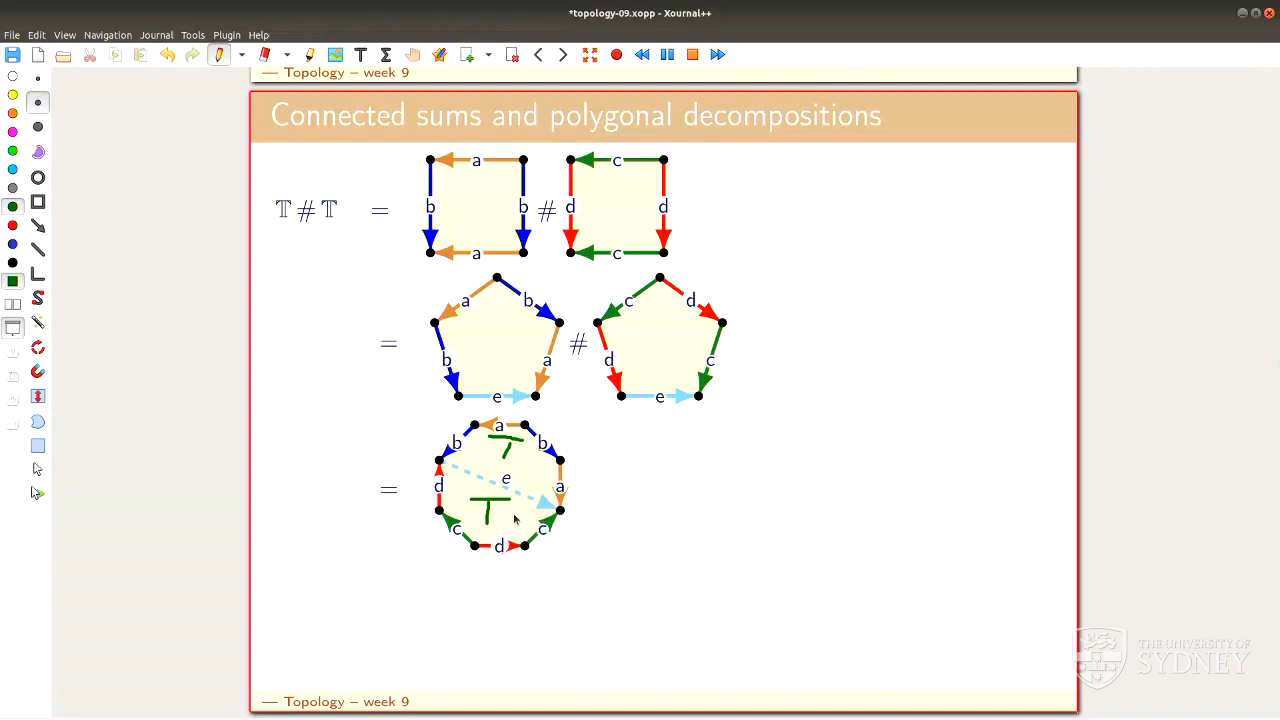 *topology-09.xopp - Xournal++
File Edit View Navigation Journal Tools Plugin Help
— Topology – week 9
Connected sums and polygonal decompositions
a c
𝕋 # 𝕋 = b b # d d
a c
a b c d
= b a # d c
e e
a
b T b
= d e a
T
c c
d
— Topology – week 9
THE UNIVERSITY OF
SYDNEY